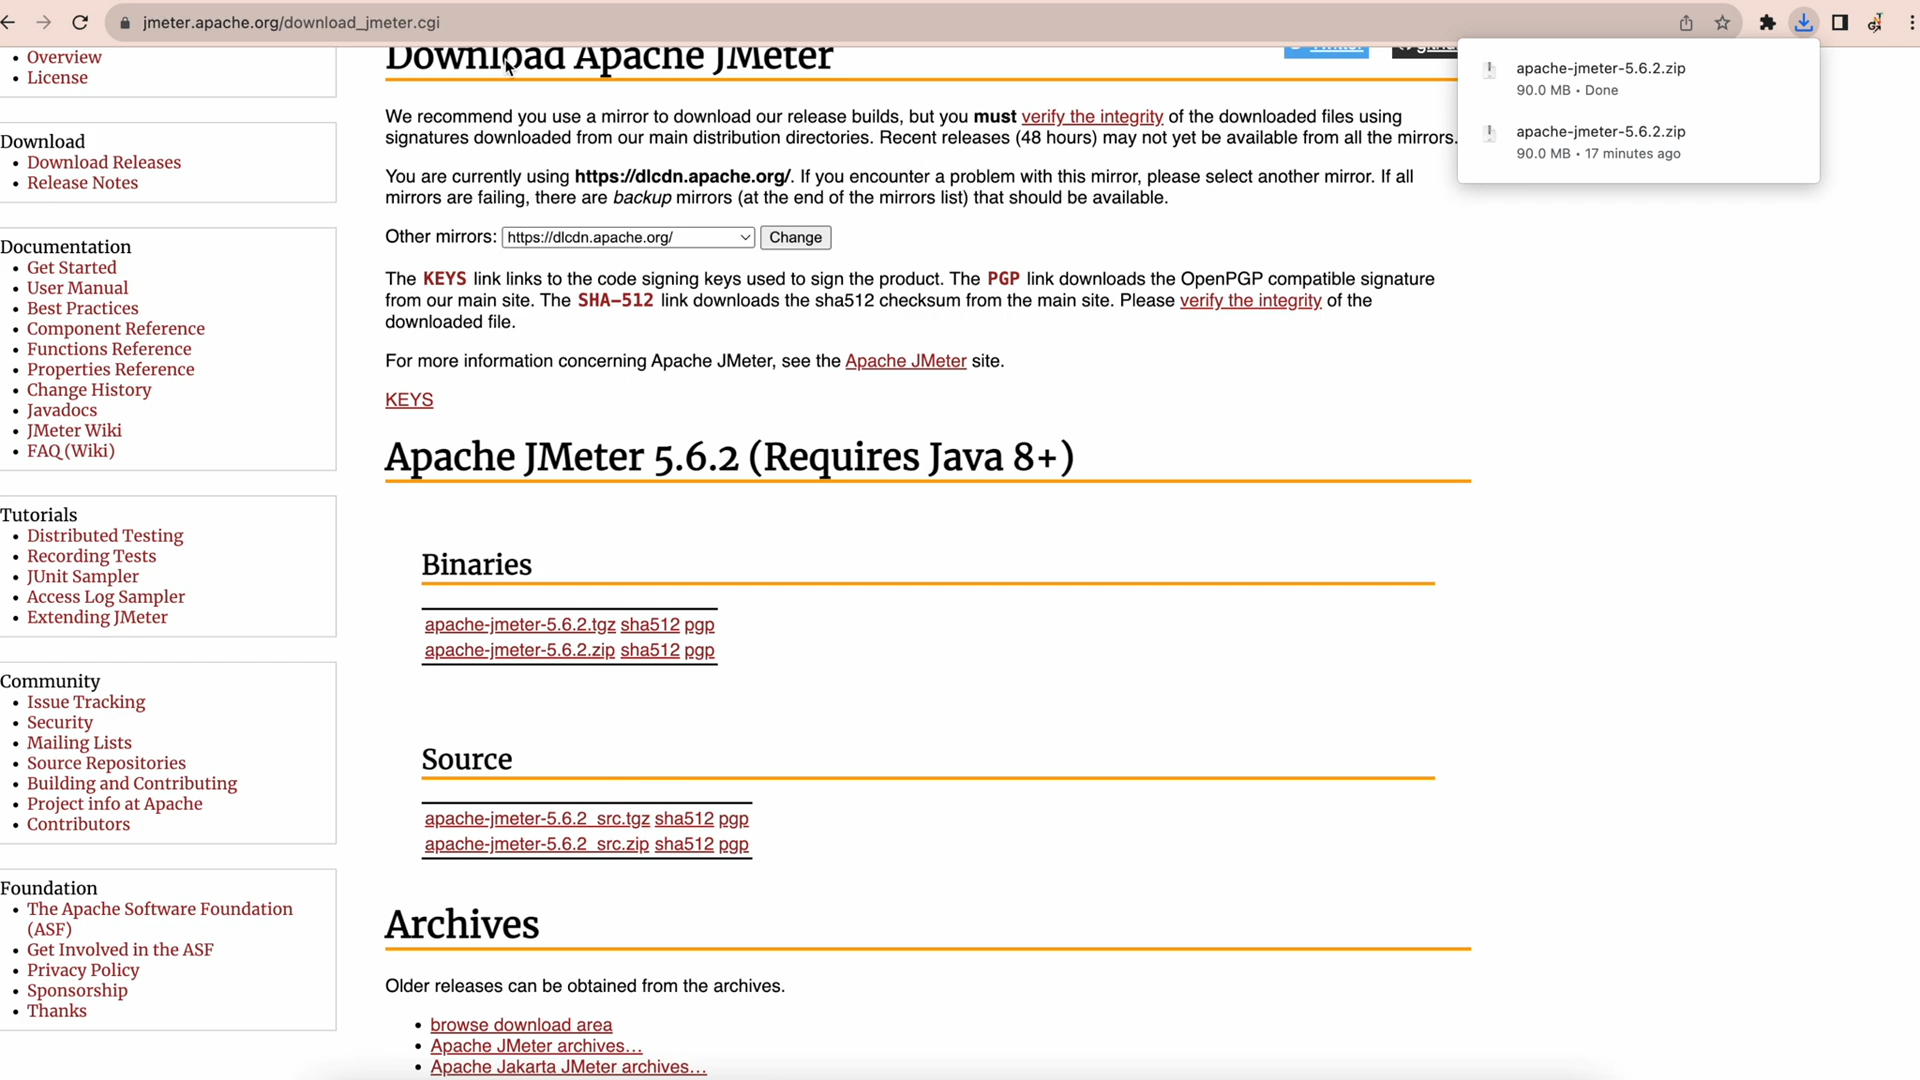 jmeter.apache.org/download_jmeter.cgi
apache-jmeter-5.6.2.zip
90.0 MB • Done
apache-jmeter-5.6.2.zip
90.0 MB • 17 minutes ago
Overview
License
Download
Download Releases
Release Notes
Documentation
Get Started
User Manual
Best Practices
Component Reference
Functions Reference
Properties Reference
Change History
Javadocs
JMeter Wiki
FAQ (Wiki)
Tutorials
Distributed Testing
Recording Tests
JUnit Sampler
Access Log Sampler
Extending JMeter
Community
Issue Tracking
Security
Mailing Lists
Source Repositories
Building and Contributing
Project info at Apache
Contributors
Foundation
The Apache Software Foundation
(ASF)
Get Involved in the ASF
Privacy Policy
Sponsorship
Thanks
Download Apache JMeter
We recommend you use a mirror to download our release builds, but you must verify the integrity of the downloaded files using
signatures downloaded from our main distribution directories. Recent releases (48 hours) may not yet be available from all the mirrors.
You are currently using https://dlcdn.apache.org/. If you encounter a problem with this mirror, please select another mirror. If all
mirrors are failing, there are backup mirrors (at the end of the mirrors list) that should be available.
Other mirrors: https://dlcdn.apache.org/ Change
The KEYS link links to the code signing keys used to sign the product. The PGP link downloads the OpenPGP compatible signature
from our main site. The SHA-512 link downloads the sha512 checksum from the main site. Please verify the integrity of the
downloaded file.
For more information concerning Apache JMeter, see the Apache JMeter site.
KEYS
Apache JMeter 5.6.2 (Requires Java 8+)
Binaries
apache-jmeter-5.6.2.tgz sha512 pgp
apache-jmeter-5.6.2.zip sha512 pgp
Source
apache-jmeter-5.6.2_src.tgz sha512 pgp
apache-jmeter-5.6.2_src.zip sha512 pgp
Archives
Older releases can be obtained from the archives.
browse download area
Apache JMeter archives…
Apache Jakarta JMeter archives…